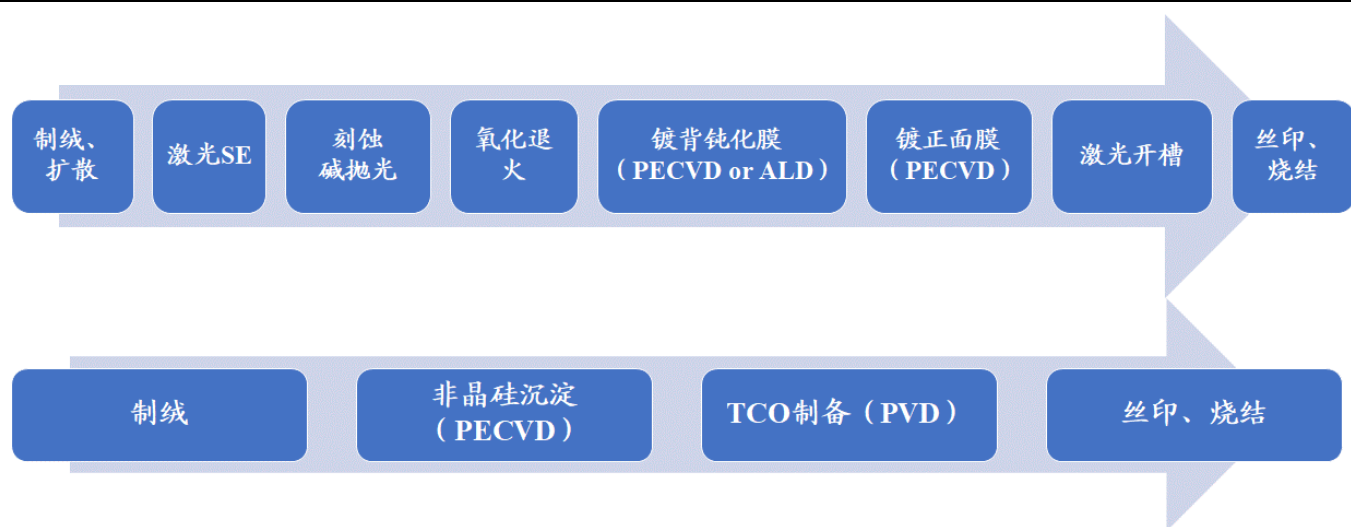 制绒、
扩散
激光SE
刻蚀
碱抛光
氧化退
火
镀背钝化膜
（PECVD or ALD）
镀正面膜
（PECVD）
激光开槽
丝印、
烧结
制绒
非晶硅沉淀
（PECVD）
TCO制备（PVD）
丝印、烧结